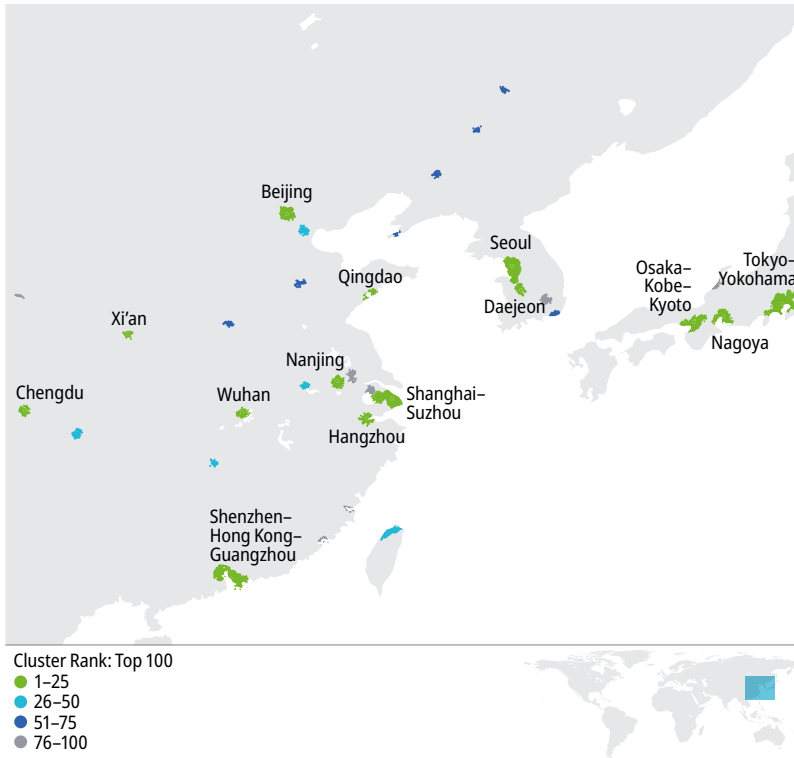 Beijing
Seoul
Qingdao
Daejeon
Osaka–
Kobe–
Kyoto
Tokyo–
Yokohama
Nagoya
Xi’an
Nanjing
Chengdu
Wuhan
Shanghai–
Suzhou
Hangzhou
Shenzhen–
Hong Kong–
Guangzhou
Cluster Rank: Top 100
1–25
26–50
51–75
76–100